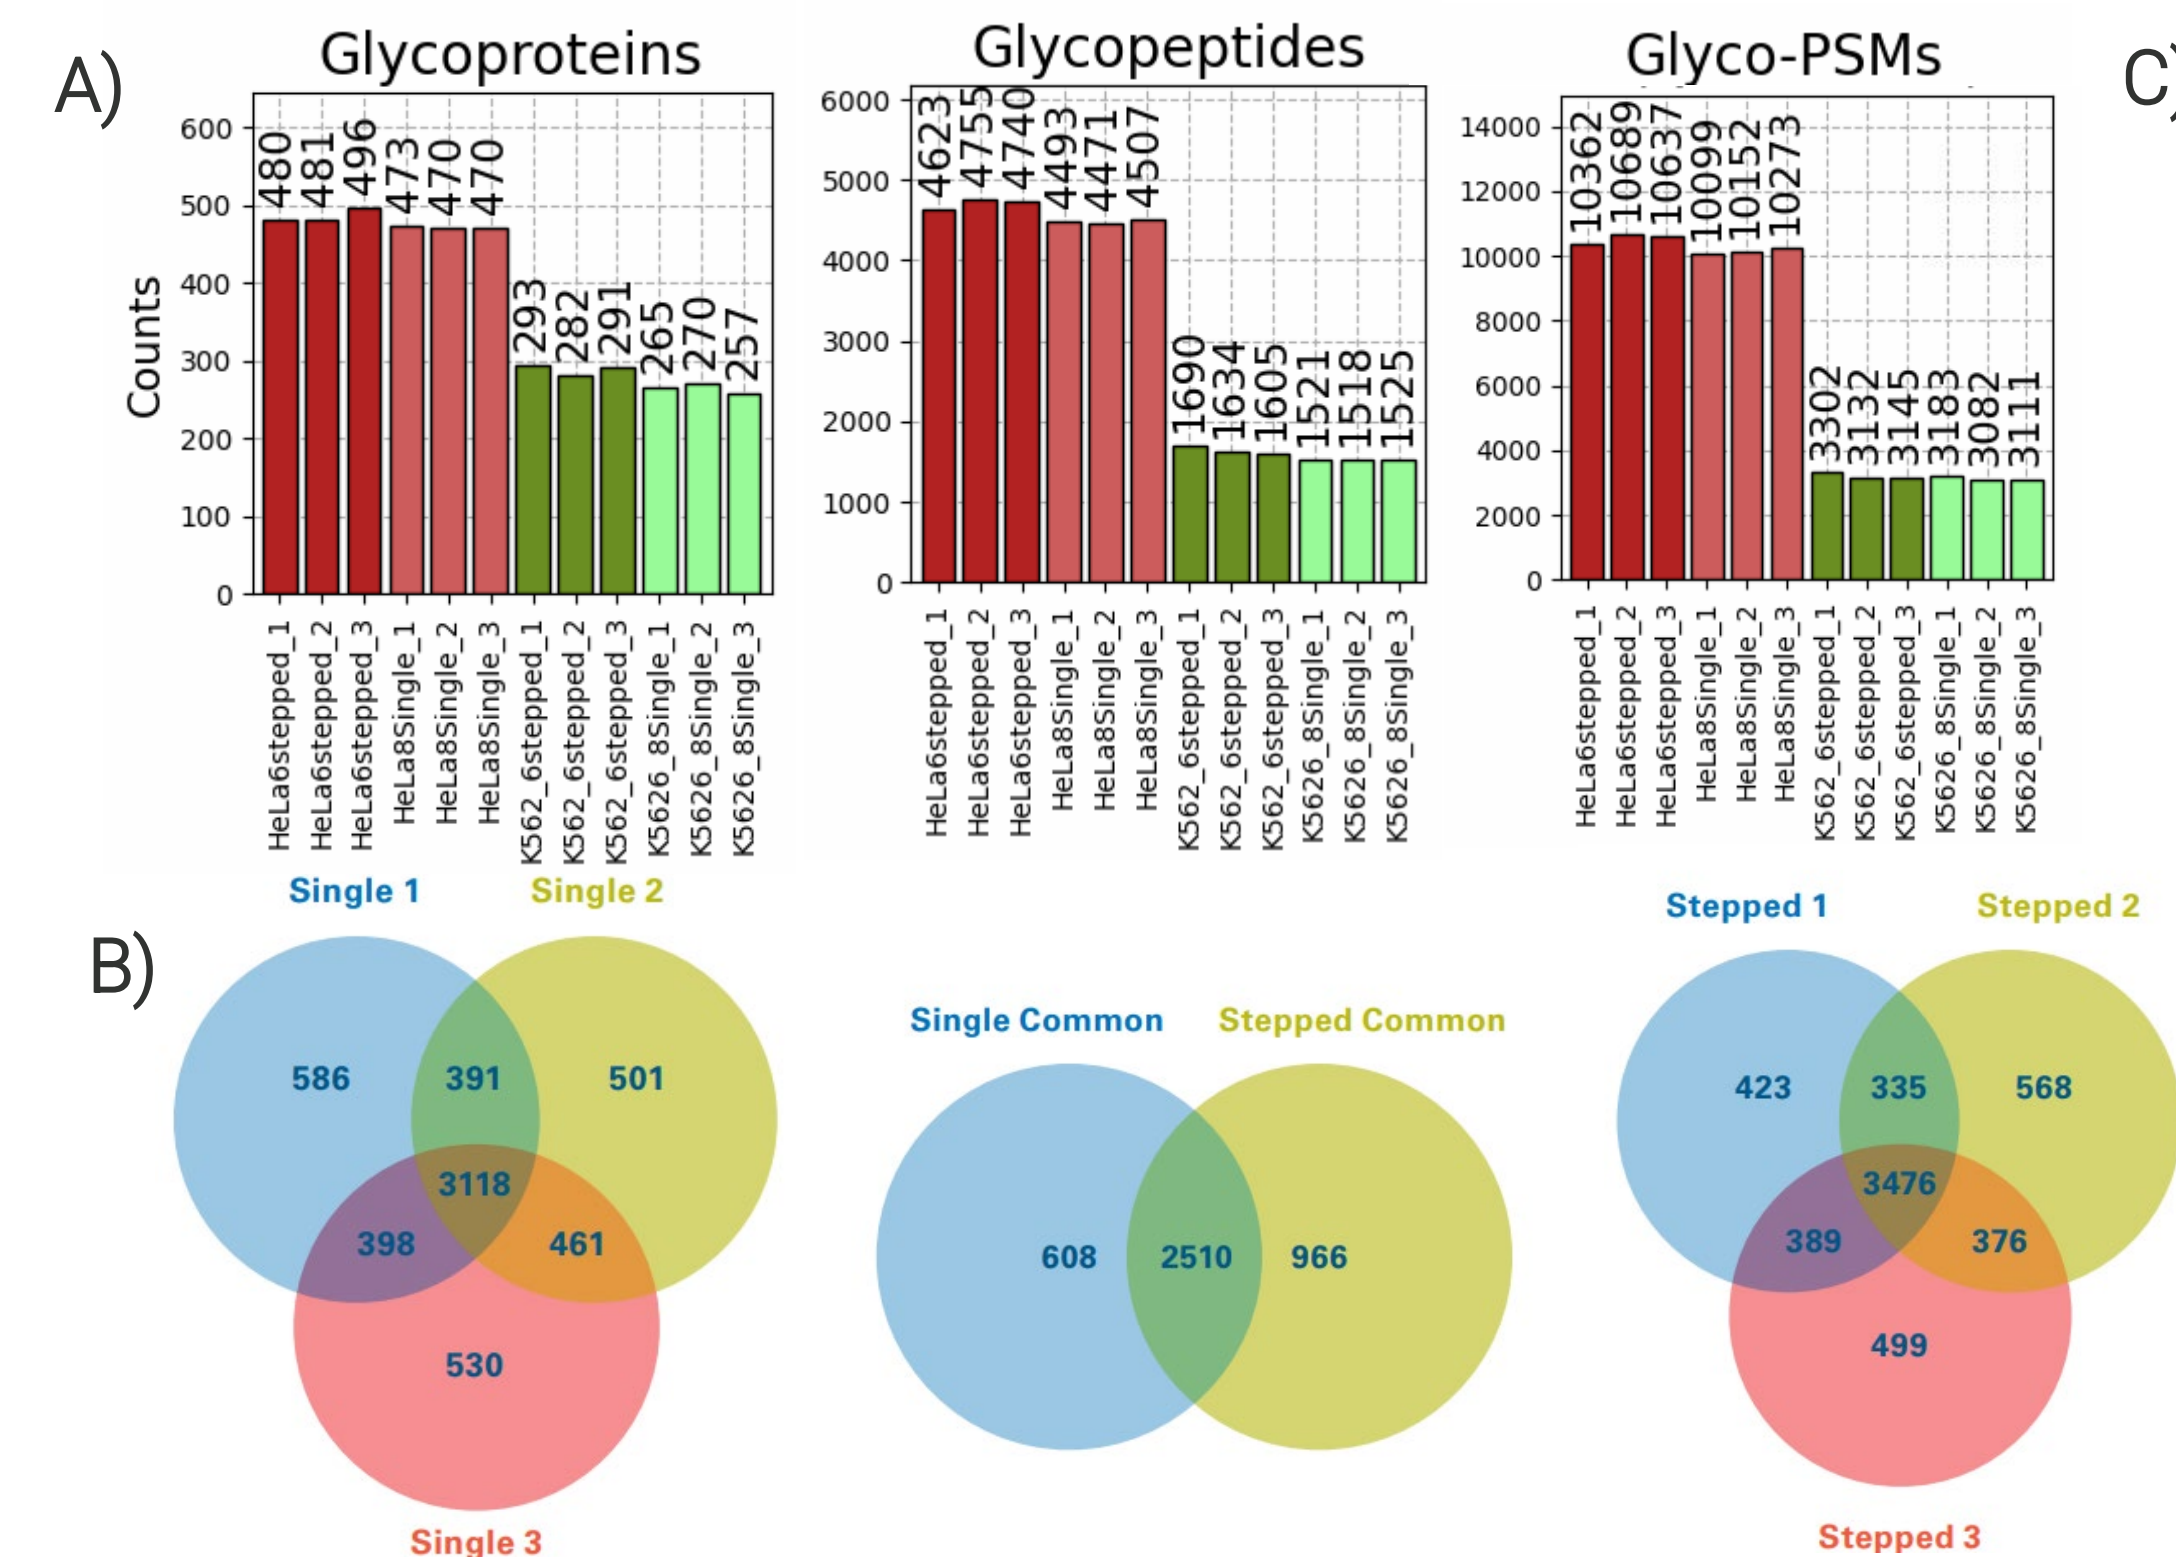 A)
Glycoproteins
Counts
600
500
400
300
200
100
0
480
481
496
473
470
470
293
282
291
265
270
257
HeLa6stepped_1
HeLa6stepped_2
HeLa6stepped_3
HeLa8Single_1
HeLa8Single_2
HeLa8Single_3
K562_6stepped_1
K562_6stepped_2
K562_6stepped_3
K5626_8Single_1
K5626_8Single_2
K5626_8Single_3
Glycopeptides
6000
5000
4000
3000
2000
1000
0
4623
4755
4740
4493
4471
4507
1690
1634
1605
1521
1518
1525
HeLa6stepped_1
HeLa6stepped_2
HeLa6stepped_3
HeLa8Single_1
HeLa8Single_2
HeLa8Single_3
K562_6stepped_1
K562_6stepped_2
K562_6stepped_3
K5626_8Single_1
K5626_8Single_2
K5626_8Single_3
Glyco-PSMs
14000
12000
10000
8000
6000
4000
2000
0
10362
10689
10637
10099
10152
10273
3302
3132
3145
3183
3082
3111
HeLa6stepped_1
HeLa6stepped_2
HeLa6stepped_3
HeLa8Single_1
HeLa8Single_2
HeLa8Single_3
K562_6stepped_1
K562_6stepped_2
K562_6stepped_3
K5626_8Single_1
K5626_8Single_2
K5626_8Single_3
C)
B)
Single 1
Single 2
586
391
501
3118
398
461
530
Single 3
Single Common
Stepped Common
608
2510
966
Stepped 1
Stepped 2
423
335
568
3476
389
376
499
Stepped 3